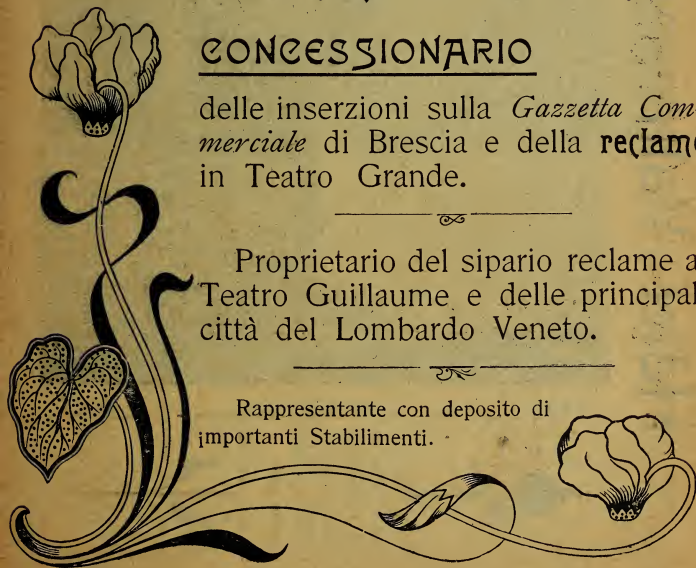 CONCESSIONARIO
delle inserzioni sulla Gazzetta Com-
merciale di Brescia e della reclame
in Teatro Grande.
Proprietario del sipario reclame a
Teatro Guillaume e delle principal
città del Lombardo Veneto.
Rappresentante con deposito di
importanti Stabilimenti.